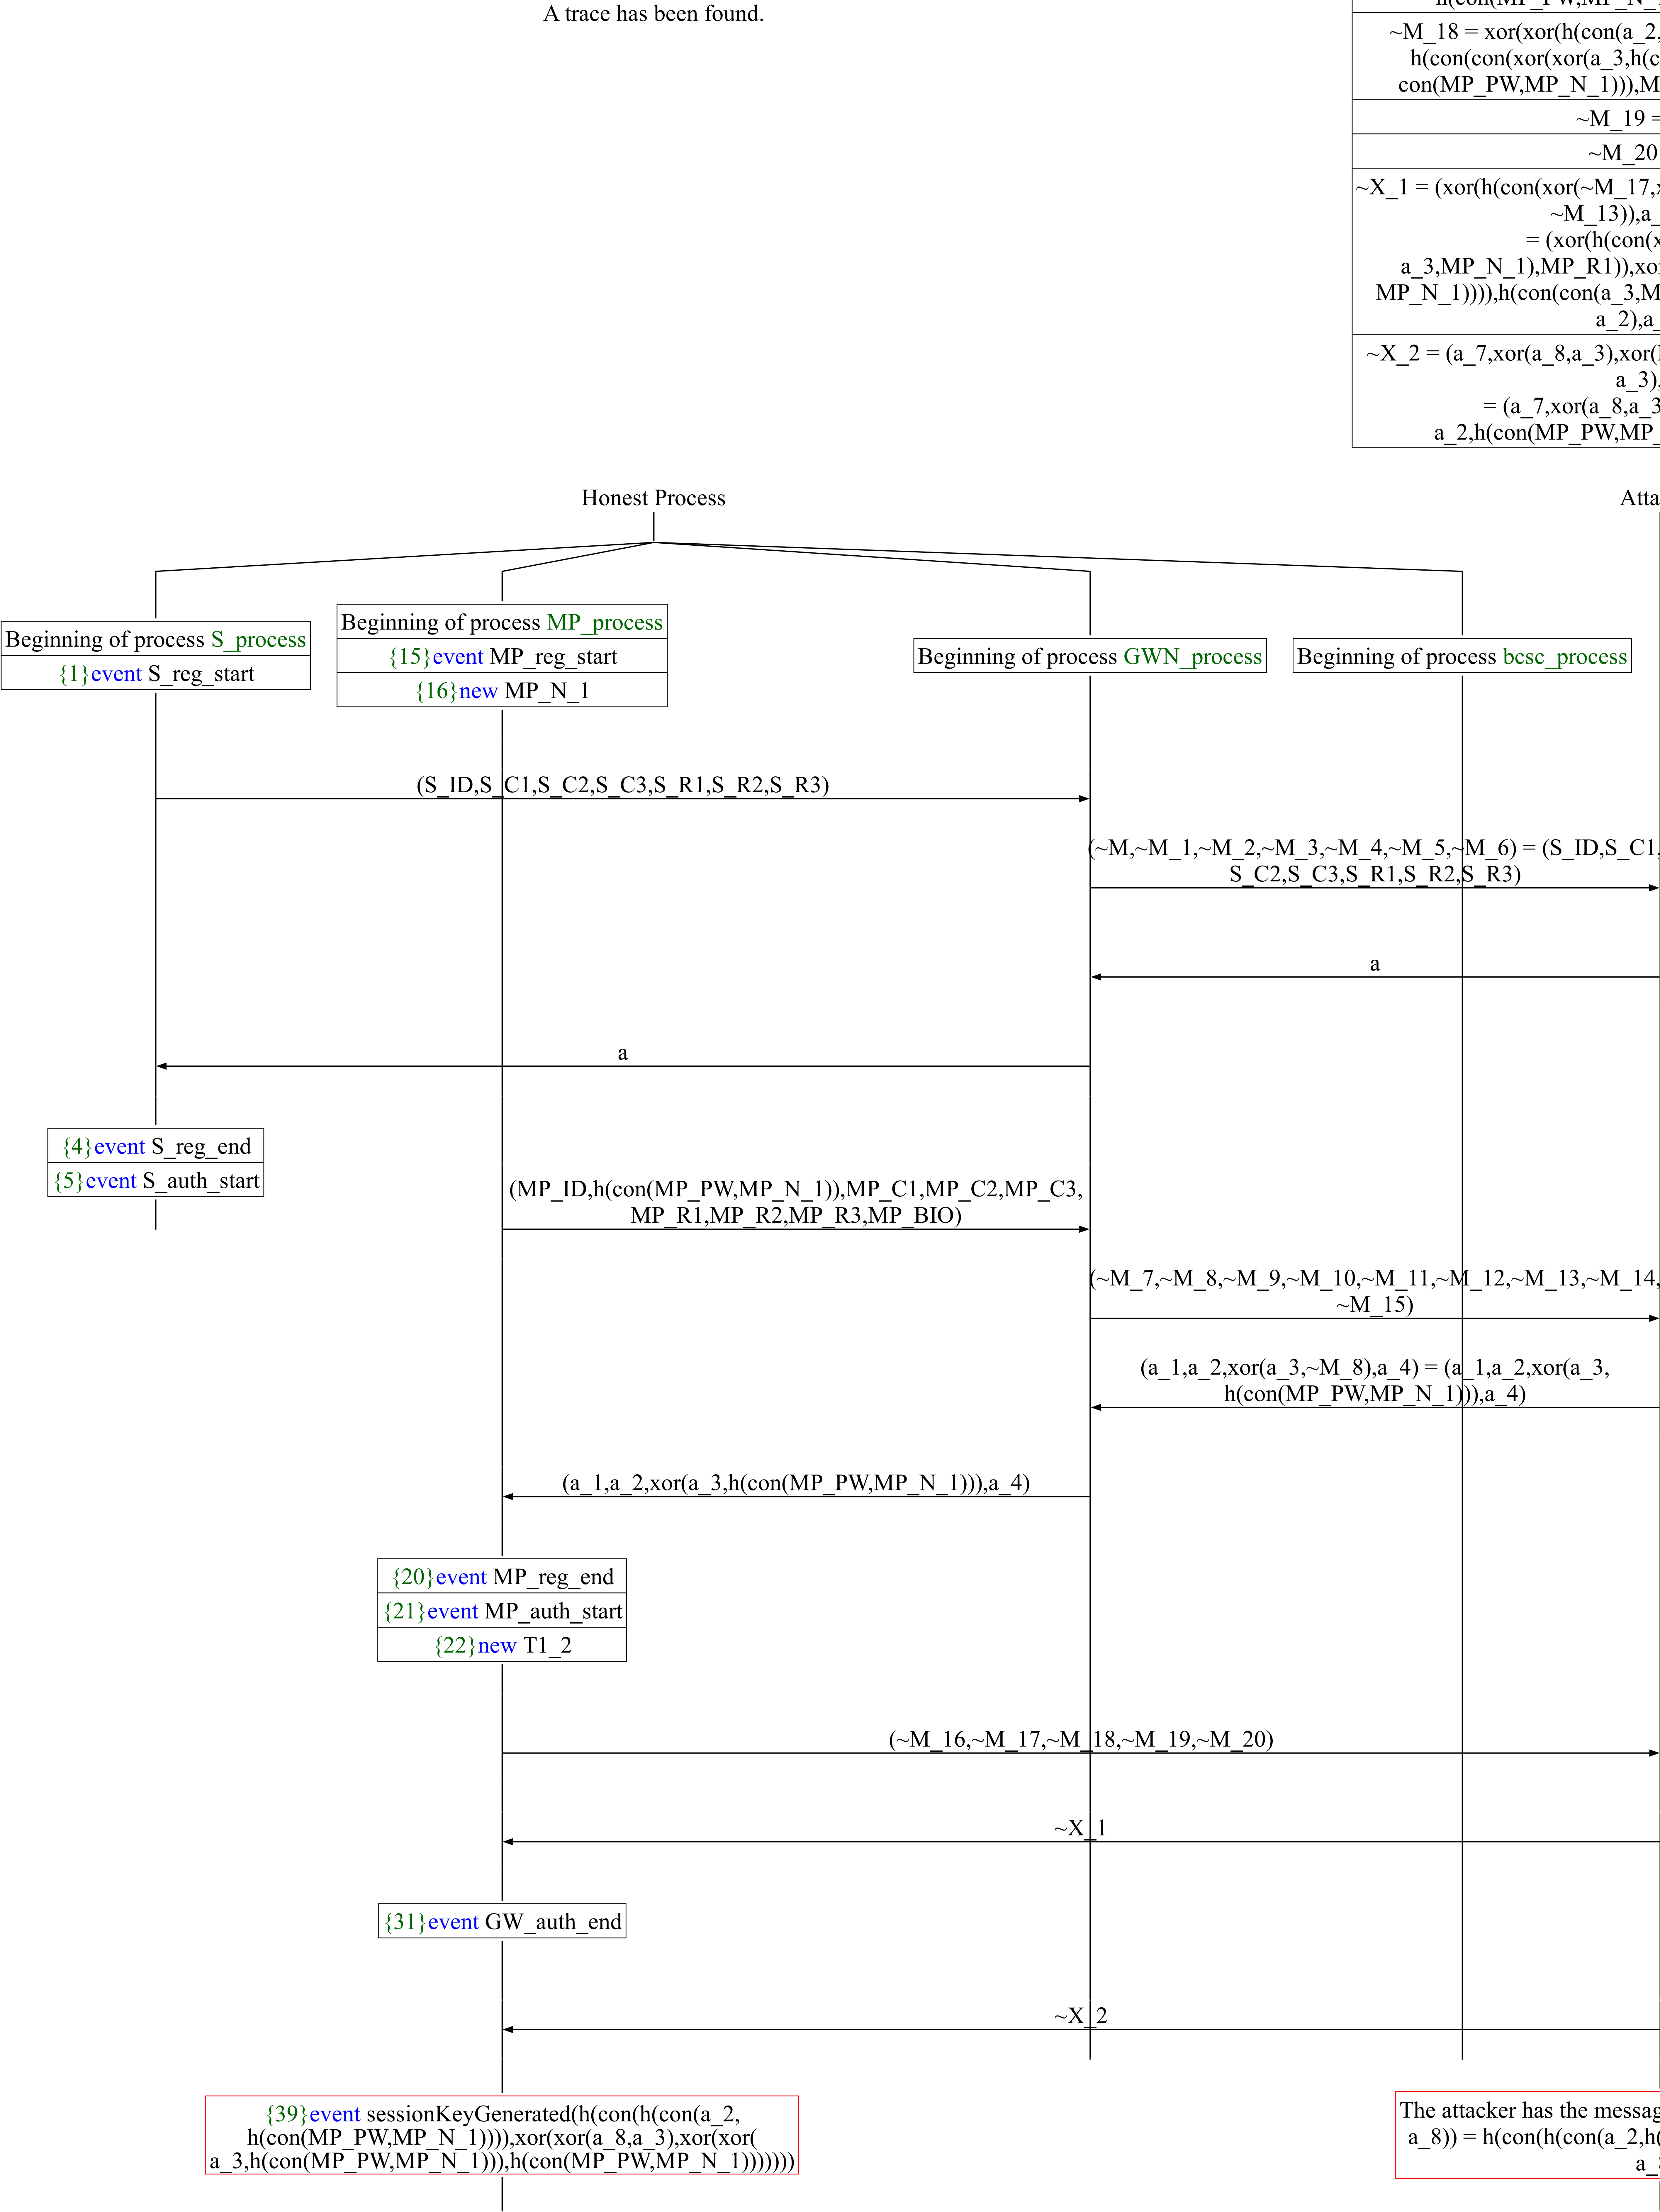 A trace has been found.
~M_18 = xor(xor(h(con(a_2,
h(con(con(xor(xor(a_3,h(c
con(MP_PW,MP_N_1))),M
~M_19 =
~M_20
~X_1 = (xor(h(con(xor(~M_17,x
~M_13)),a_
= (xor(h(con(x
a_3,MP_N_1),MP_R1)),xor
MP_N_1)))),h(con(con(a_3,M
a_2),a_
~X_2 = (a_7,xor(a_8,a_3),xor(
a_3),
= (a_7,xor(a_8,a_3
a_2,h(con(MP_PW,MP_
Honest Process
Atta
Beginning of process S_process
{1}event S_reg_start
Beginning of process MP_process
{15}event MP_reg_start
{16}new MP_N_1
Beginning of process GWN_process
Beginning of process bcsc_process
(S_ID,S_C1,S_C2,S_C3,S_R1,S_R2,S_R3)
(~M,~M_1,~M_2,~M_3,~M_4,~M_5,~M_6) = (S_ID,S_C1,
S_C2,S_C3,S_R1,S_R2,S_R3)
a
a
{4}event S_reg_end
{5}event S_auth_start
(MP_ID,h(con(MP_PW,MP_N_1)),MP_C1,MP_C2,MP_C3,
MP_R1,MP_R2,MP_R3,MP_BIO)
(~M_7,~M_8,~M_9,~M_10,~M_11,~M_12,~M_13,~M_14,
~M_15)
(a_1,a_2,xor(a_3,~M_8),a_4) = (a_1,a_2,xor(a_3,
h(con(MP_PW,MP_N_1))),a_4)
(a_1,a_2,xor(a_3,h(con(MP_PW,MP_N_1))),a_4)
{20}event MP_reg_end
{21}event MP_auth_start
{22}new T1_2
(~M_16,~M_17,~M_18,~M_19,~M_20)
~X_1
{31}event GW_auth_end
~X_2
{39}event sessionKeyGenerated(h(con(h(con(a_2,
h(con(MP_PW,MP_N_1)))),xor(xor(a_8,a_3),xor(xor(
a_3,h(con(MP_PW,MP_N_1))),h(con(MP_PW,MP_N_1)))))))
The attacker has the messag
a_8)) = h(con(h(con(a_2,h(